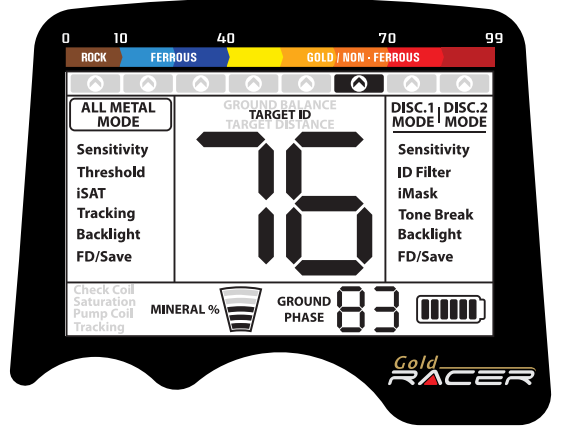 0 10 40 70 99
ROCK FERROUS GOLD / NON - FERROUS
ALL METAL
MODE
Sensitivity
Threshold
iSAT
Tracking
Backlight
FD/Save
GROUND BALANCE
TARGET ID
TARGET DISTANCE
76
DISC.1 DISC.2
MODE MODE
Sensitivity
ID Filter
iMask
Tone Break
Backlight
FD/Save
Check Coil
Saturation
Pump Coil
Tracking
MINERAL %
GROUND
PHASE
83
Gold
RACER